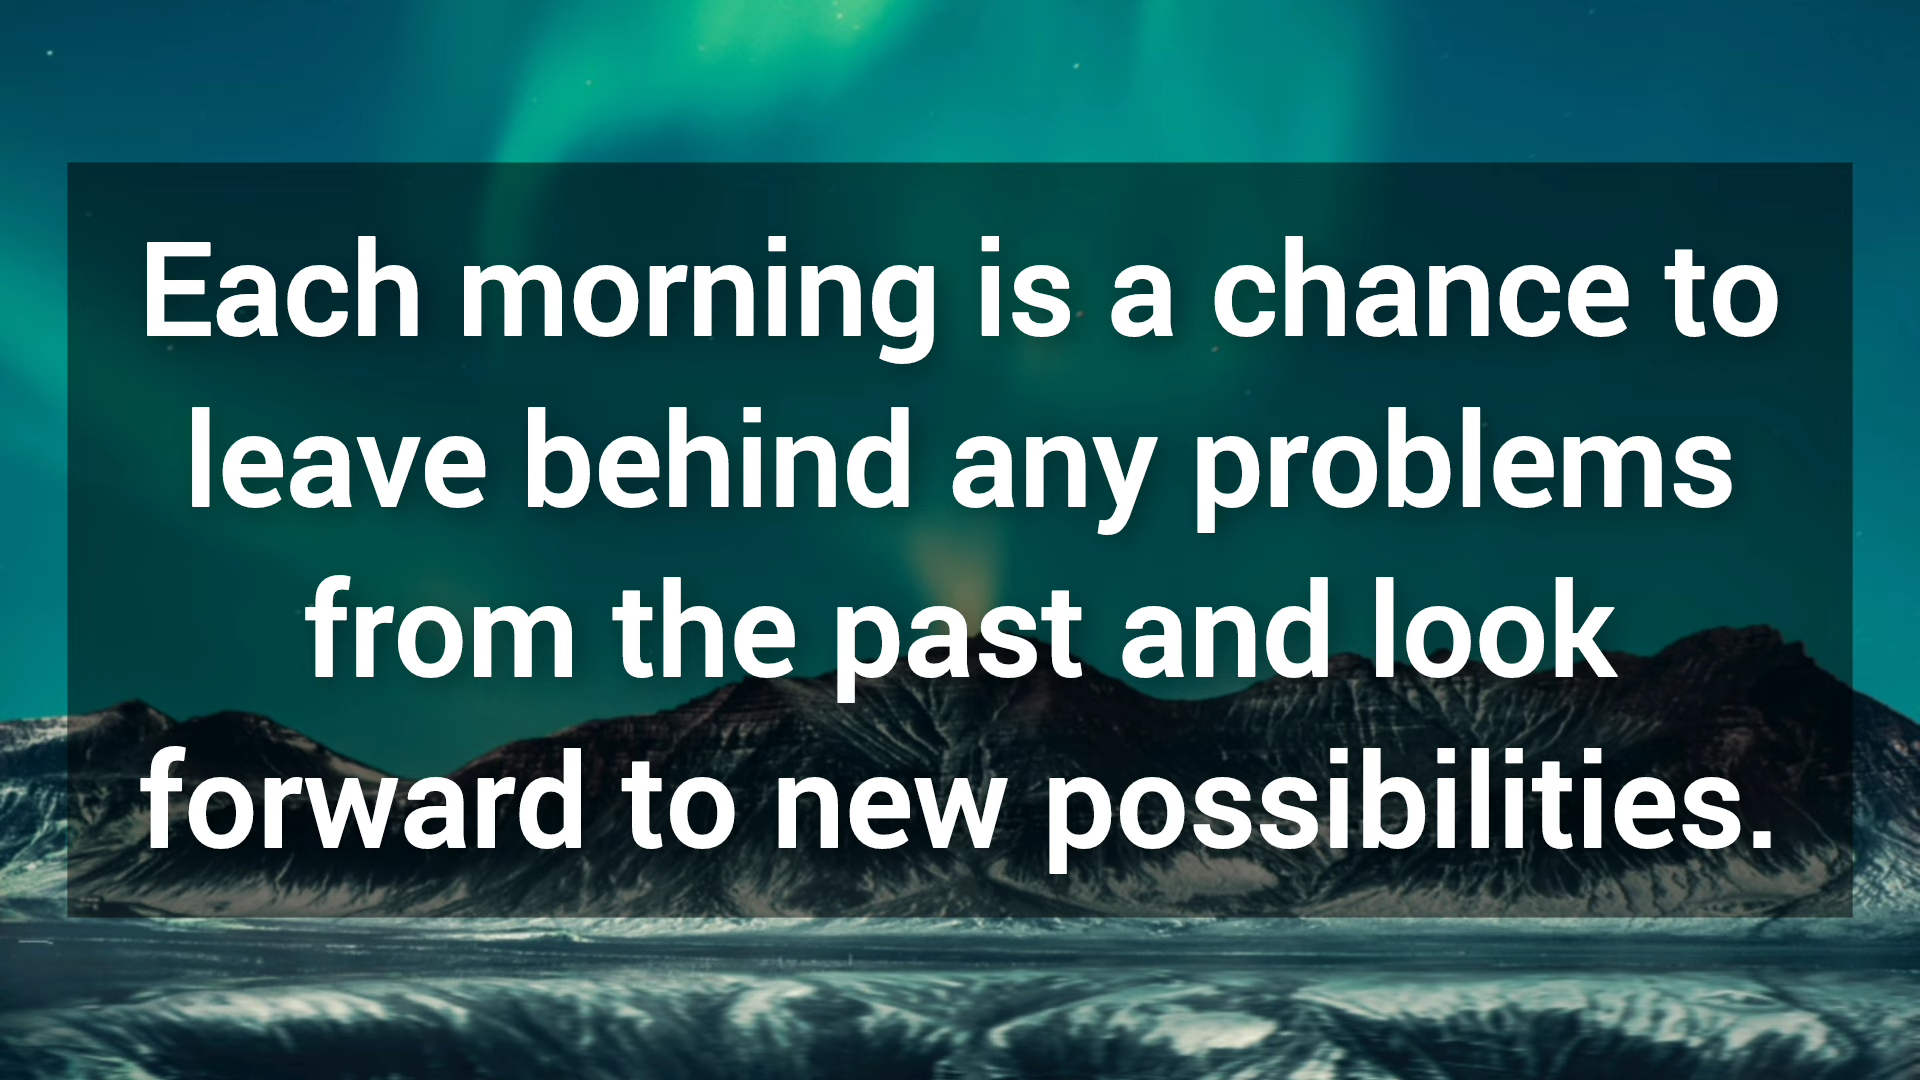 Each morning is a chance to
leave behind any problems
from the past and look
forward to new possibilities.